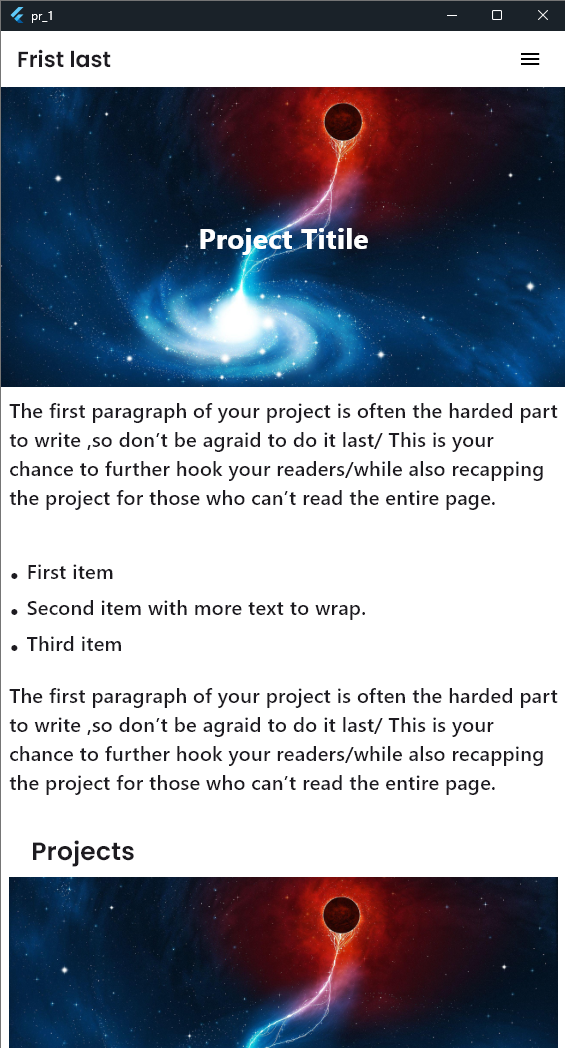 pr_1
Frist last
Project Titile
The first paragraph of your project is often the harded part
to write ,so don’t be agraid to do it last/ This is your
chance to further hook your readers/while also recapping
the project for those who can’t read the entire page.
• First item
• Second item with more text to wrap.
• Third item
The first paragraph of your project is often the harded part
to write ,so don’t be agraid to do it last/ This is your
chance to further hook your readers/while also recapping
the project for those who can’t read the entire page.
Projects